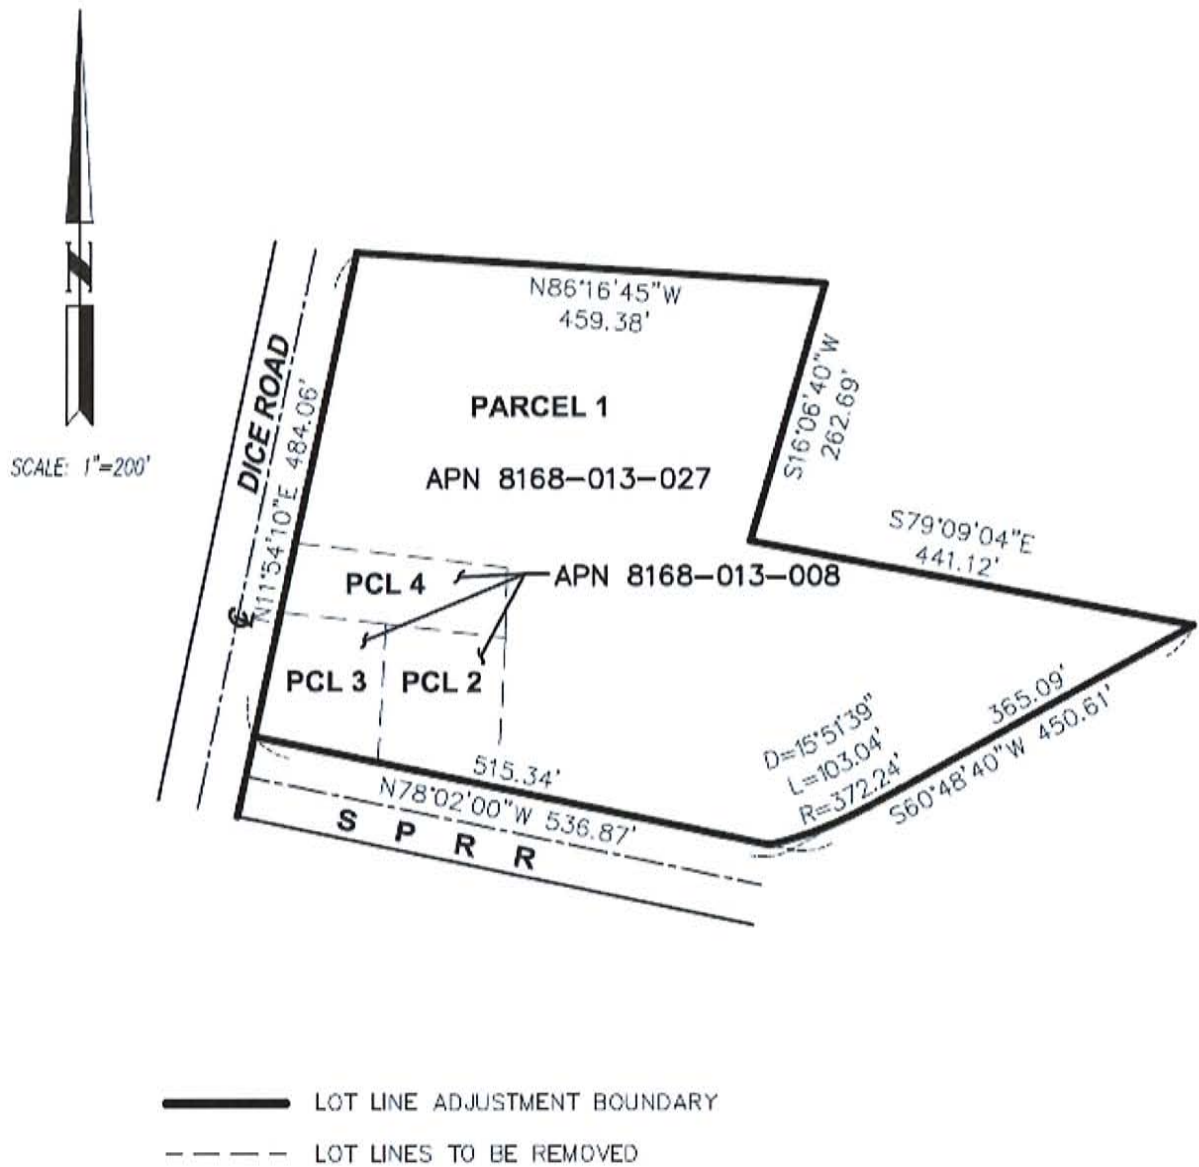 N
SCALE: 1"=200'
DICE ROAD
N11°54'10"E 484.06'
℄
N86°16'45"W
459.38'
PARCEL 1
APN 8168-013-027
S16°06'40"W
262.69'
S79°09'04"E
441.12'
PCL 4
APN 8168-013-008
PCL 3
PCL 2
D=15°51'39"
L=103.04'
R=372.24'
365.09'
S60°48'40"W 450.61'
515.34'
N78°02'00"W 536.87'
S P R R
LOT LINE ADJUSTMENT BOUNDARY
LOT LINES TO BE REMOVED